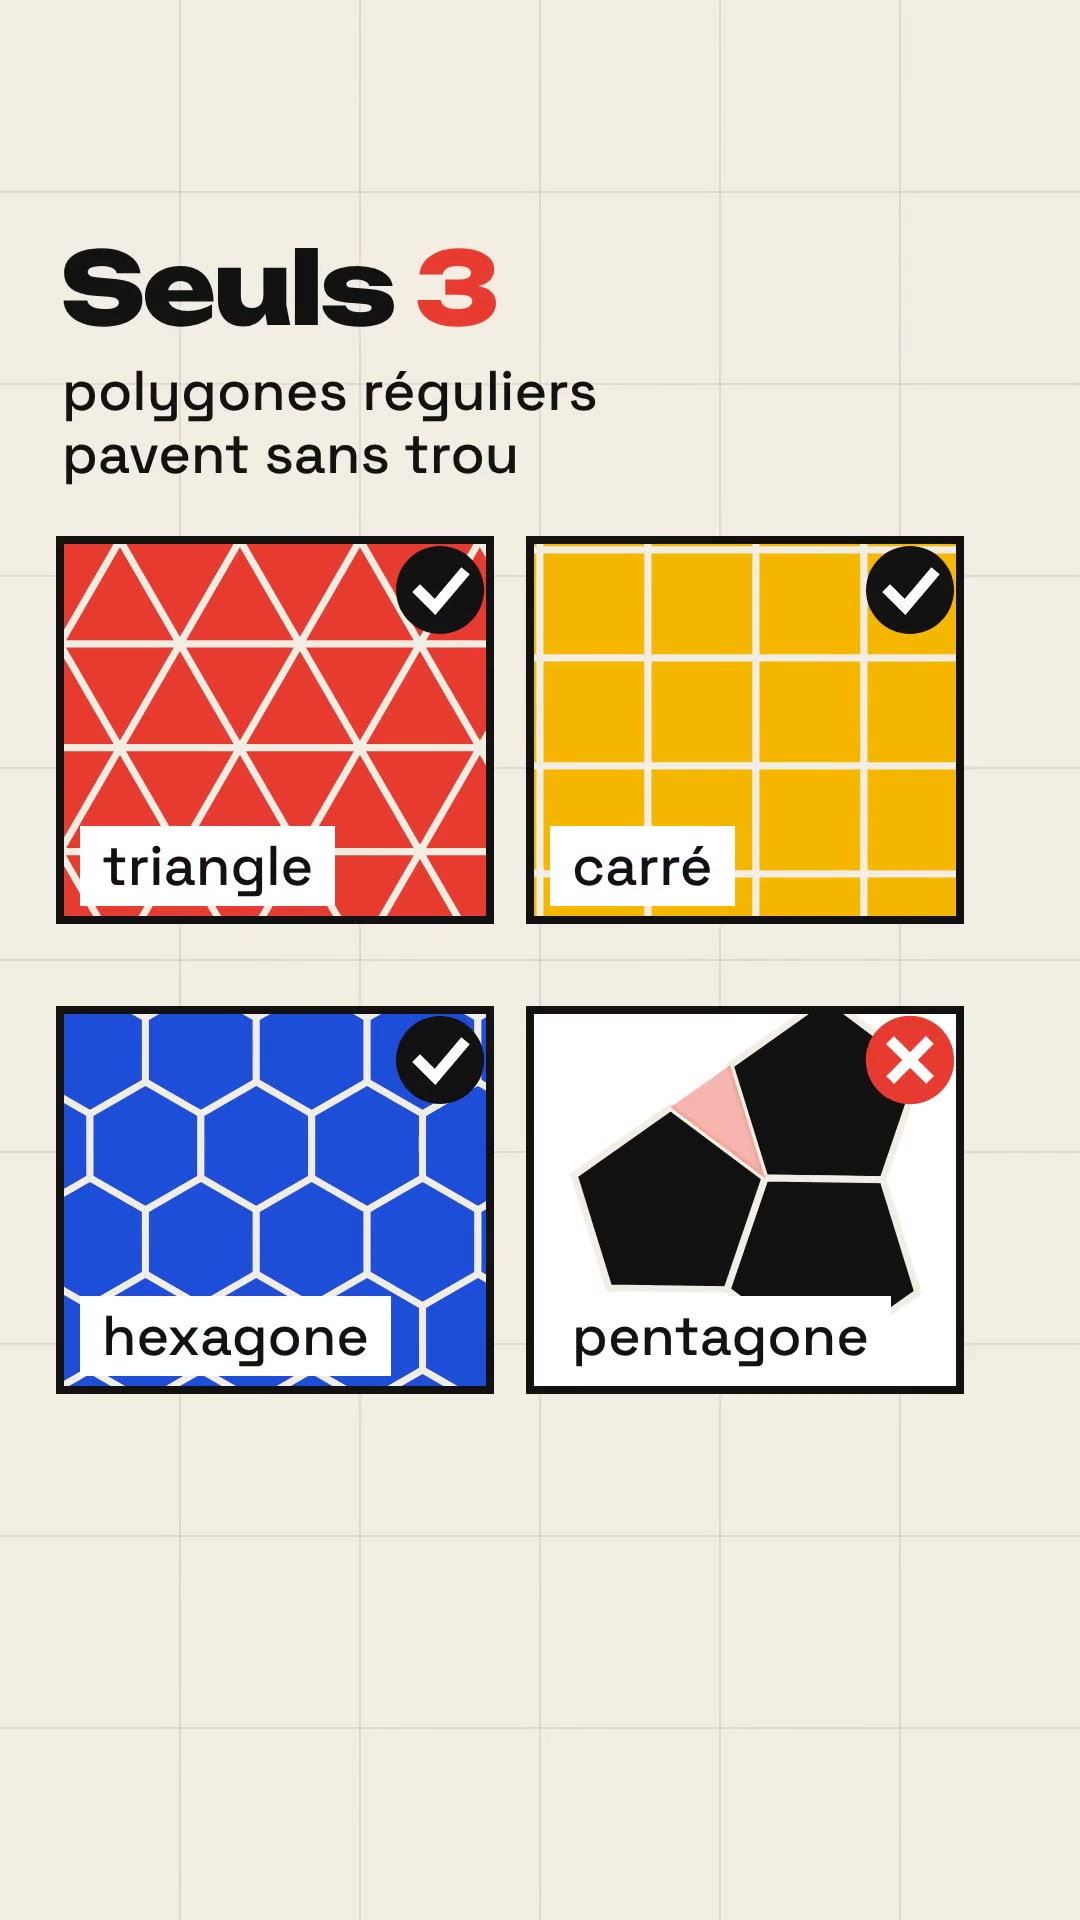 Seuls 3
polygones réguliers
pavent sans trou
triangle
carré
hexagone
pentagone